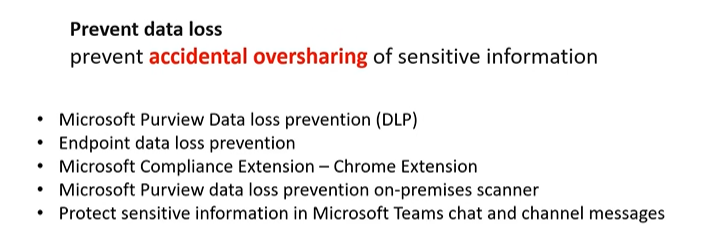 Prevent data loss
prevent accidental oversharing of sensitive information
• Microsoft Purview Data loss prevention (DLP)
• Endpoint data loss prevention
• Microsoft Compliance Extension – Chrome Extension
• Microsoft Purview data loss prevention on-premises scanner
• Protect sensitive information in Microsoft Teams chat and channel messages